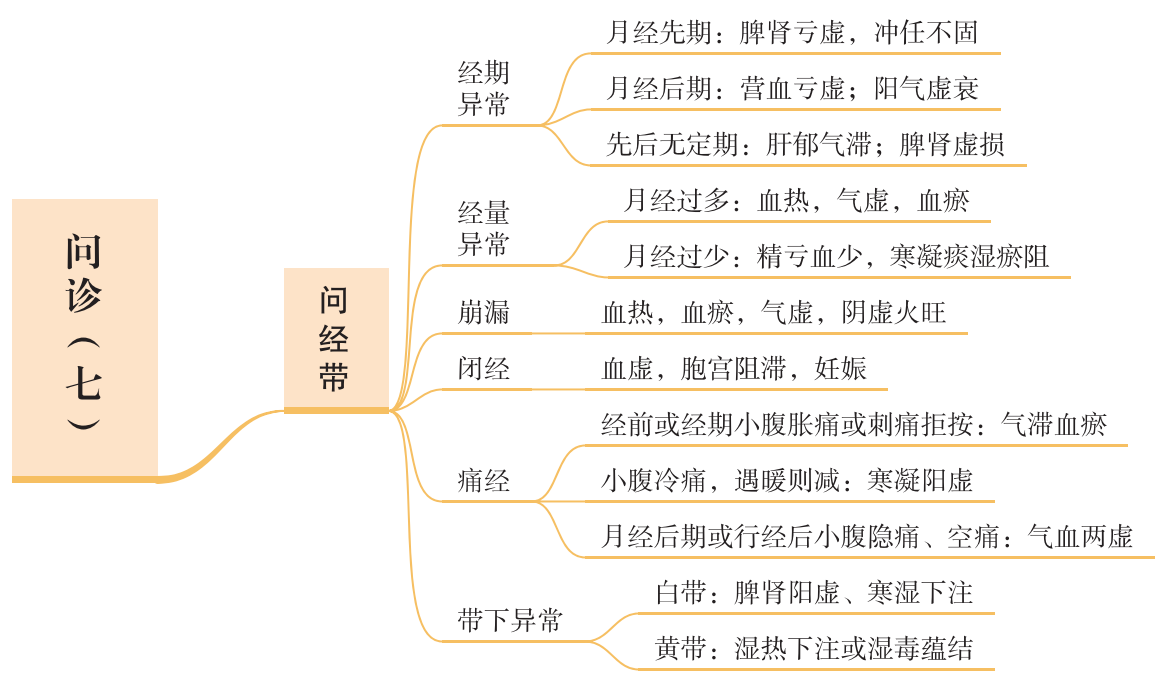 问诊（七）
问经带
经期
异常
月经先期：脾肾亏虚，冲任不固
月经后期：营血亏虚；阳气虚衰
先后无定期：肝郁气滞；脾肾虚损
经量
异常
月经过多：血热，气虚，血瘀
月经过少：精亏血少，寒凝痰湿瘀阻
崩漏
血热，血瘀，气虚，阴虚火旺
闭经
血虚，胞宫阻滞，妊娠
痛经
经前或经期小腹胀痛或刺痛拒按：气滞血瘀
小腹冷痛，遇暖则减：寒凝阳虚
月经后期或行经后小腹隐痛、空痛：气血两虚
带下异常
白带：脾肾阳虚、寒湿下注
黄带：湿热下注或湿毒蕴结